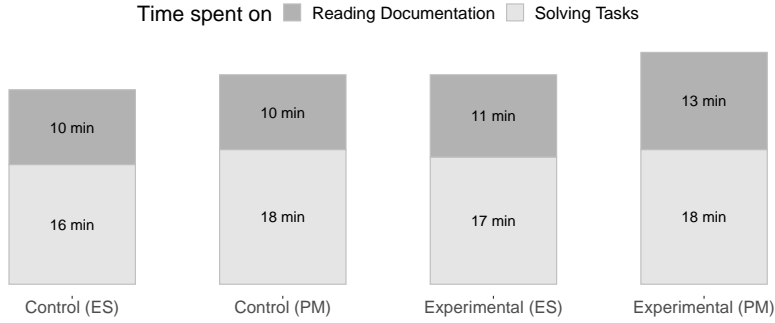 Time spent on Reading Documentation Solving Tasks
10 min 10 min 11 min 13 min
16 min 18 min 17 min 18 min
Control (ES) Control (PM) Experimental (ES) Experimental (PM)